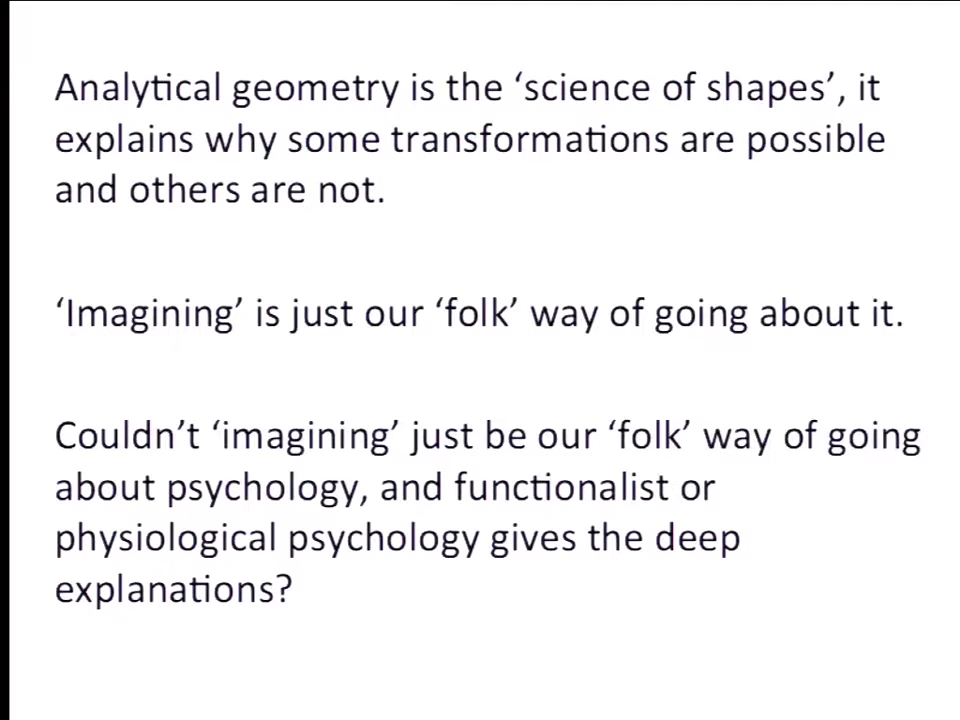 Analytical geometry is the ‘science of shapes’, it
explains why some transformations are possible
and others are not.
‘Imagining’ is just our ‘folk’ way of going about it.
Couldn’t ‘imagining’ just be our ‘folk’ way of going
about psychology, and functionalist or
physiological psychology gives the deep
explanations?